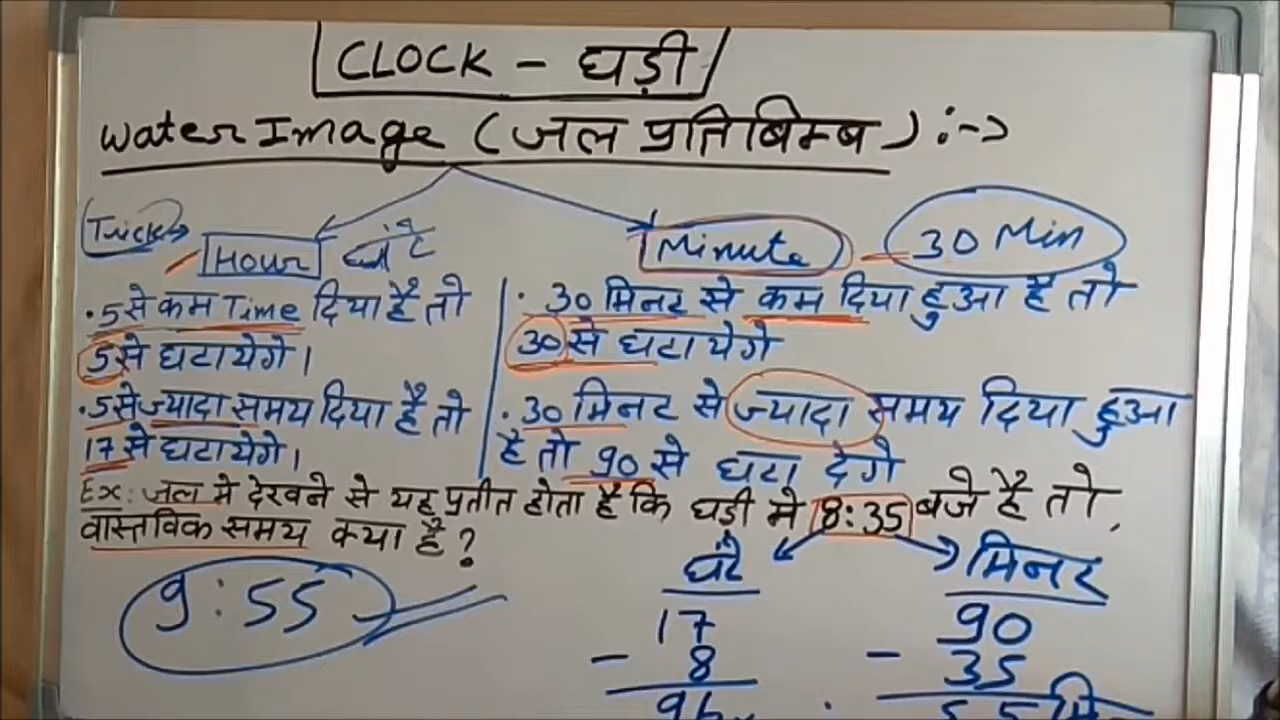 CLOCK - घड़ी
Water Image (जल प्रतिबिम्ब) :->
Trick
Hour
Minute
30 Min
.5 से कम Time दिया है तो
5 से घटायेगे।
.5 से ज्यादा समय दिया है तो
17 से घटायेगे।
. 30 मिनट से कम दिया हुआ है तो
30 से घटायेगे
. 30 मिनट से ज्यादा समय दिया हुआ
है तो 90 से घटा देगे
Ex: जल मे देखने से यह प्रतीत होता है कि घड़ी मे 8:35 बजे है तो,
वास्तविक समय क्या है?
9:55
घंटे
17
- 8
9
मिनट
90
- 35
55 मि